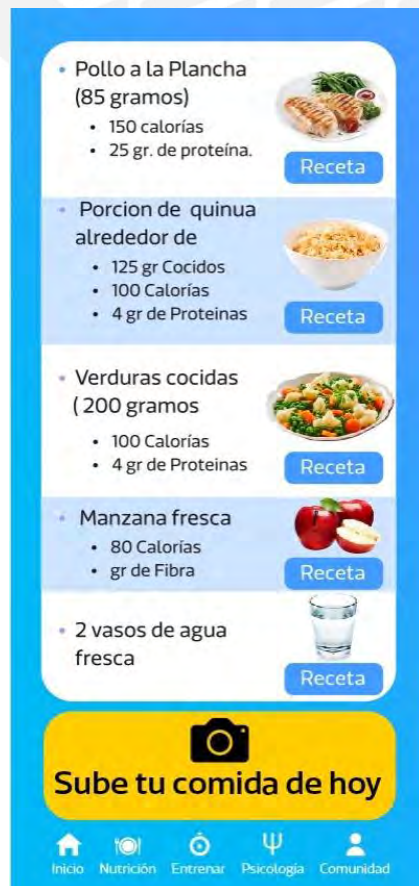 Pollo a la Plancha
(85 gramos)
150 calorías
25 gr. de proteína.
Receta
Porcion de quinua
alrededor de
125 gr Cocidos
100 Calorías
4 gr de Proteinas
Receta
Verduras cocidas
( 200 gramos
100 Calorías
4 gr de Proteinas
Receta
Manzana fresca
80 Calorias
gr de Fibra
Receta
2 vasos de agua
fresca
Receta
Sube tu comida de hoy
Inicio Nutrición Entrenar Psicología Comunidad